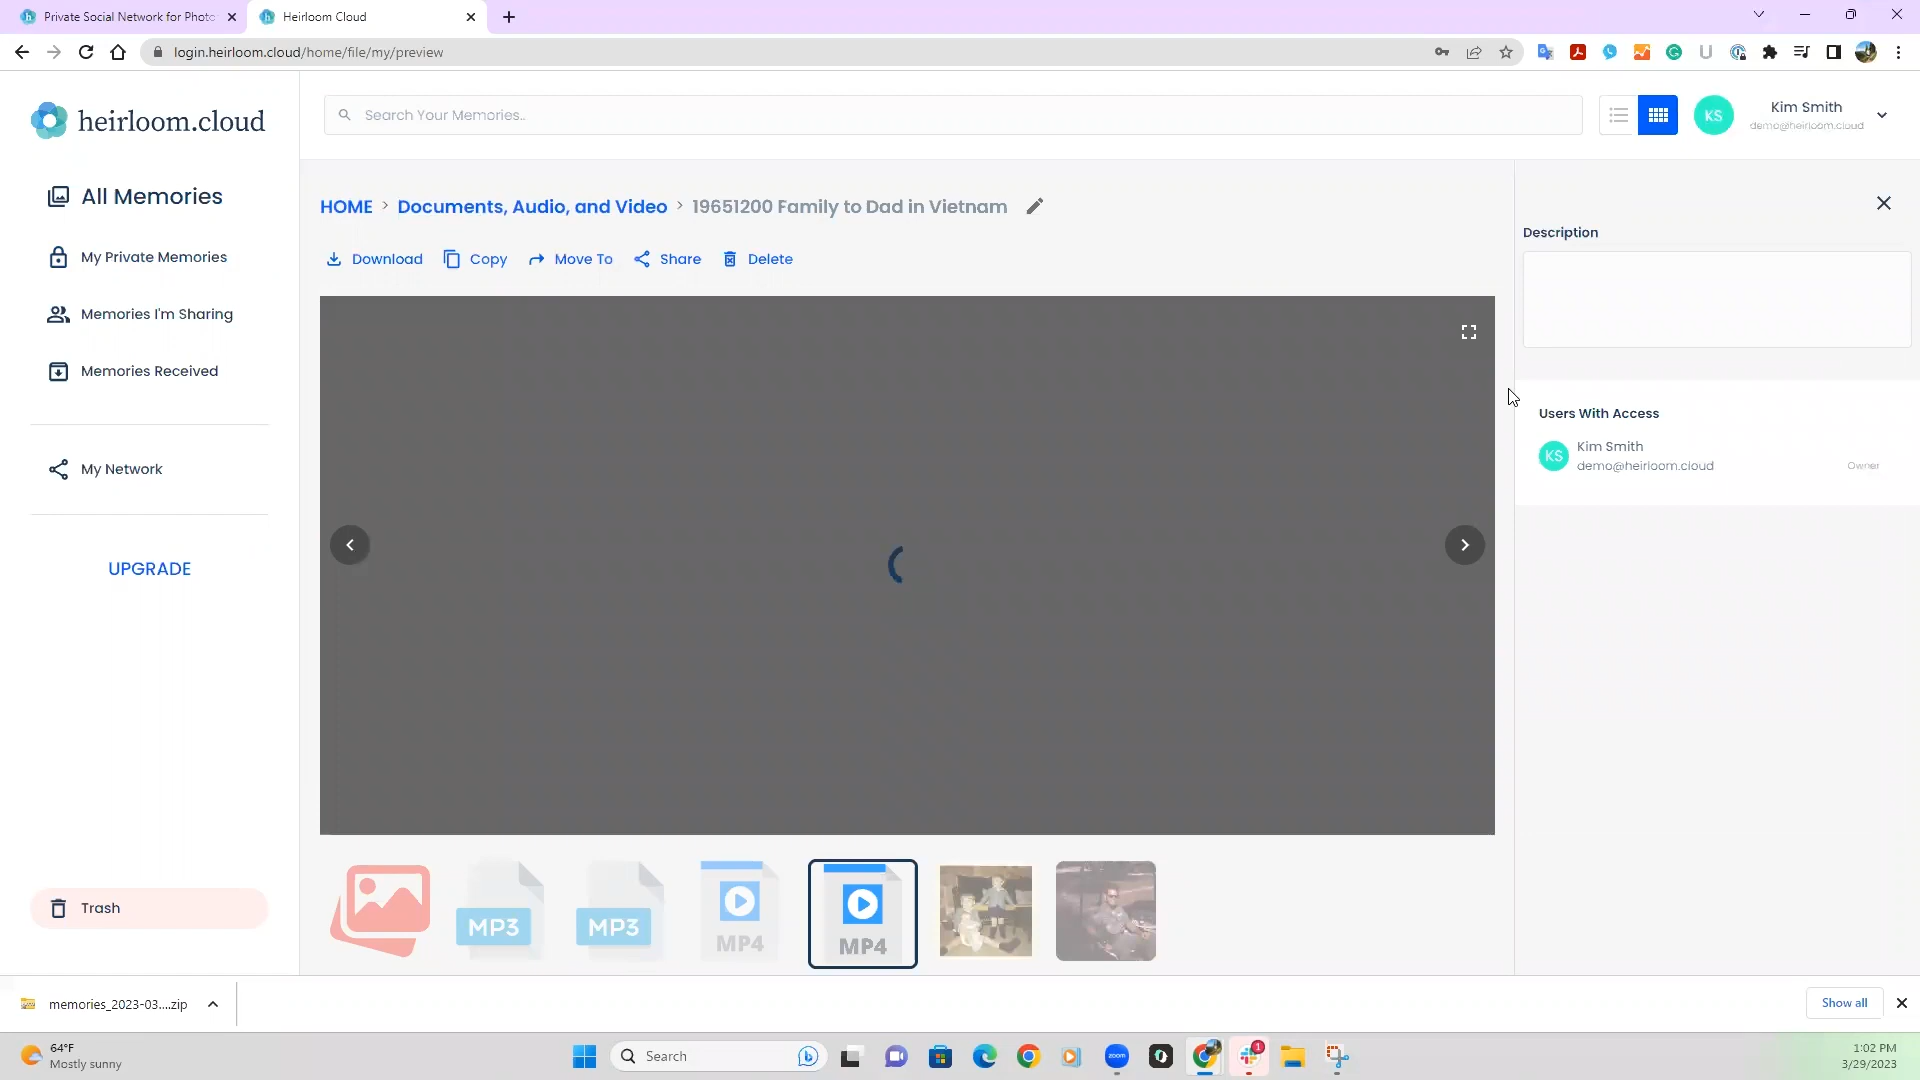 Private Social Network for Photo
Heirloom Cloud
login.heirloom.cloud/home/file/my/preview
heirloom.cloud
Search Your Memories..
KS
Kim Smith
demo@heirloom.cloud
All Memories
My Private Memories
Memories I'm Sharing
Memories Received
My Network
UPGRADE
Trash
HOME > Documents, Audio, and Video > 19651200 Family to Dad in Vietnam
Download
Copy
Move To
Share
Delete
Description
Users With Access
KS
Kim Smith
demo@heirloom.cloud
Owner
MP3
MP3
MP4
MP4
memories_2023-03....zip
Show all
64°F
Mostly sunny
Search
zoom
1
1:02 PM
3/29/2023